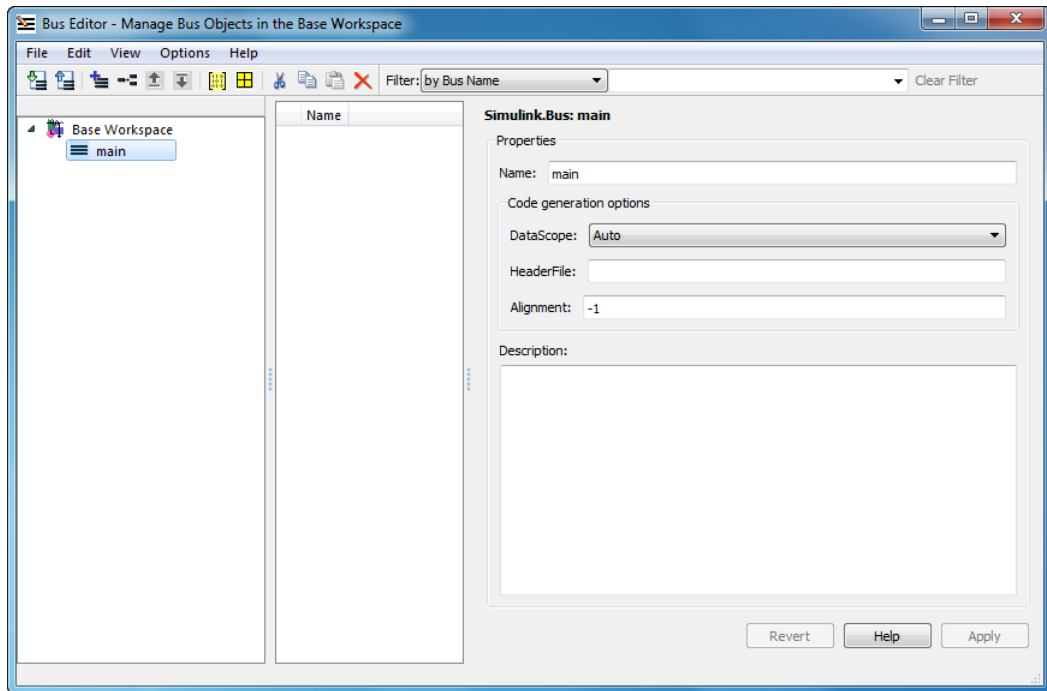 Bus Editor - Manage Bus Objects in the Base Workspace
File Edit View Options Help
Filter: by Bus Name Clear Filter
Base Workspace
main
Name
Simulink.Bus: main
Properties
Name: main
Code generation options
DataScope: Auto
HeaderFile:
Alignment: -1
Description:
Revert Help Apply